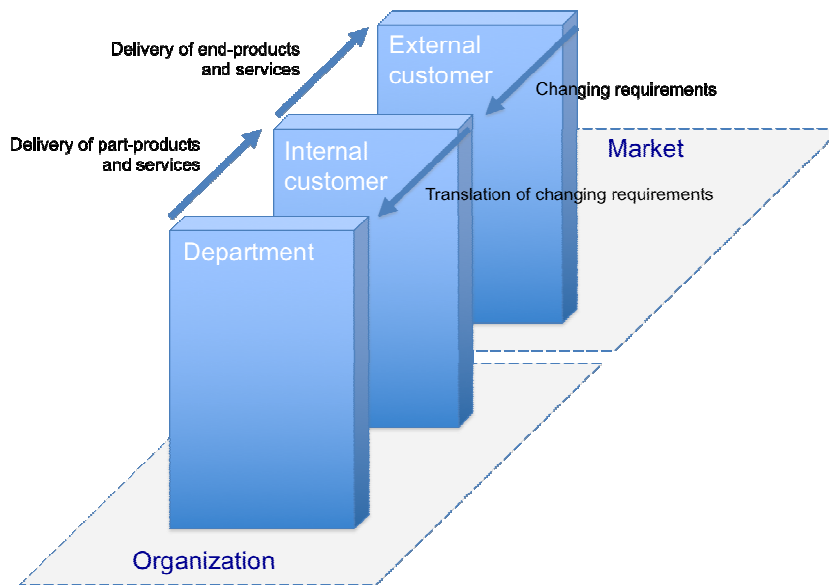 Delivery of end-products
and services
External
customer
Changing requirements
Delivery of part-products
and services
Internal
customer
Market
Translation of changing requirements
Department
Organization